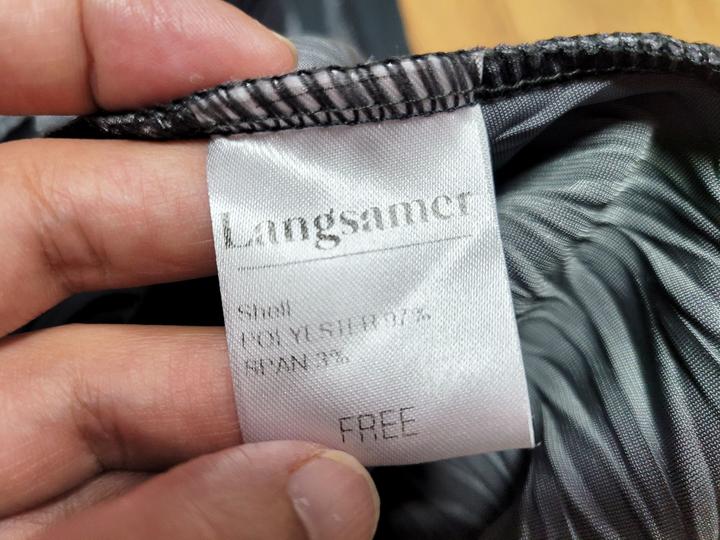 Langsamer
Shell
POLYESTER 97%
SPAN 3%
FREE